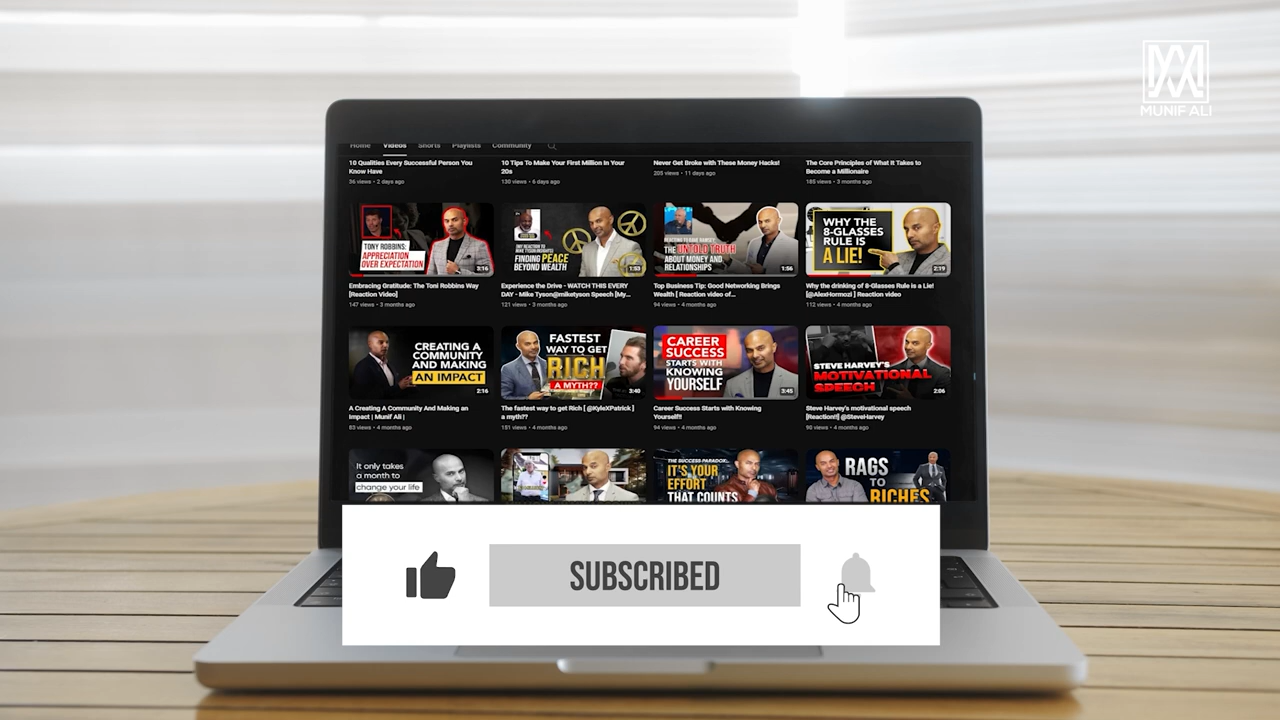 MUNIF ALI
Home Videos Shorts Playlists Community
10 Qualities Every Successful Person You
Know Have
36 views • 2 days ago
10 Tips To Make Your First Million In Your
20s
130 views • 6 days ago
Never Get Broke with These Money Hacks!
205 views • 11 days ago
The Core Principles of What It Takes to
Become a Millionaire
185 views • 3 months ago
TONY ROBBINS:
APPRECIATION
OVER EXPECTATION
3:16
FINDING PEACE
BEYOND WEALTH
1:53
THE UNTOLD TRUTH
ABOUT MONEY AND
RELATIONSHIPS
1:56
WHY THE
8-GLASSES
RULE IS
A LIE!
2:19
Embracing Gratitude: The Toni Robbins Way
[Reaction Video]
147 views • 3 months ago
Experience the Drive - WATCH THIS EVERY
DAY - Mike Tyson@miketyson Speech [My...
121 views • 3 months ago
Top Business Tip: Good Networking Brings
Wealth [ Reaction video of...
94 views • 4 months ago
Why the drinking of 8-Glasses Rule is a Lie!
[@AlexHormozi ] Reaction video
112 views • 4 months ago
CREATING A
COMMUNITY
AND MAKING
AN IMPACT
2:16
FASTEST
WAY TO GET
RICH
A MYTH??
3:40
CAREER
SUCCESS
STARTS WITH
KNOWING
YOURSELF
3:45
STEVE HARVEY'S
MOTIVATIONAL
SPEECH
2:06
A Creating A Community And Making an
Impact | Munif Ali |
85 views • 4 months ago
The fastest way to get Rich [ @KyleXPatrick ]
a myth??
151 views • 4 months ago
Career Success Starts with Knowing
Yourself!!
94 views • 4 months ago
Steve Harvey's motivational speech
[Reaction!!] @SteveHarvey
90 views • 4 months ago
It only takes
a month to
change your life
THE SUCCESS PARADOX:
IT'S YOUR
EFFORT
THAT COUNTS
RAGS
TO
RICHES
SUBSCRIBED